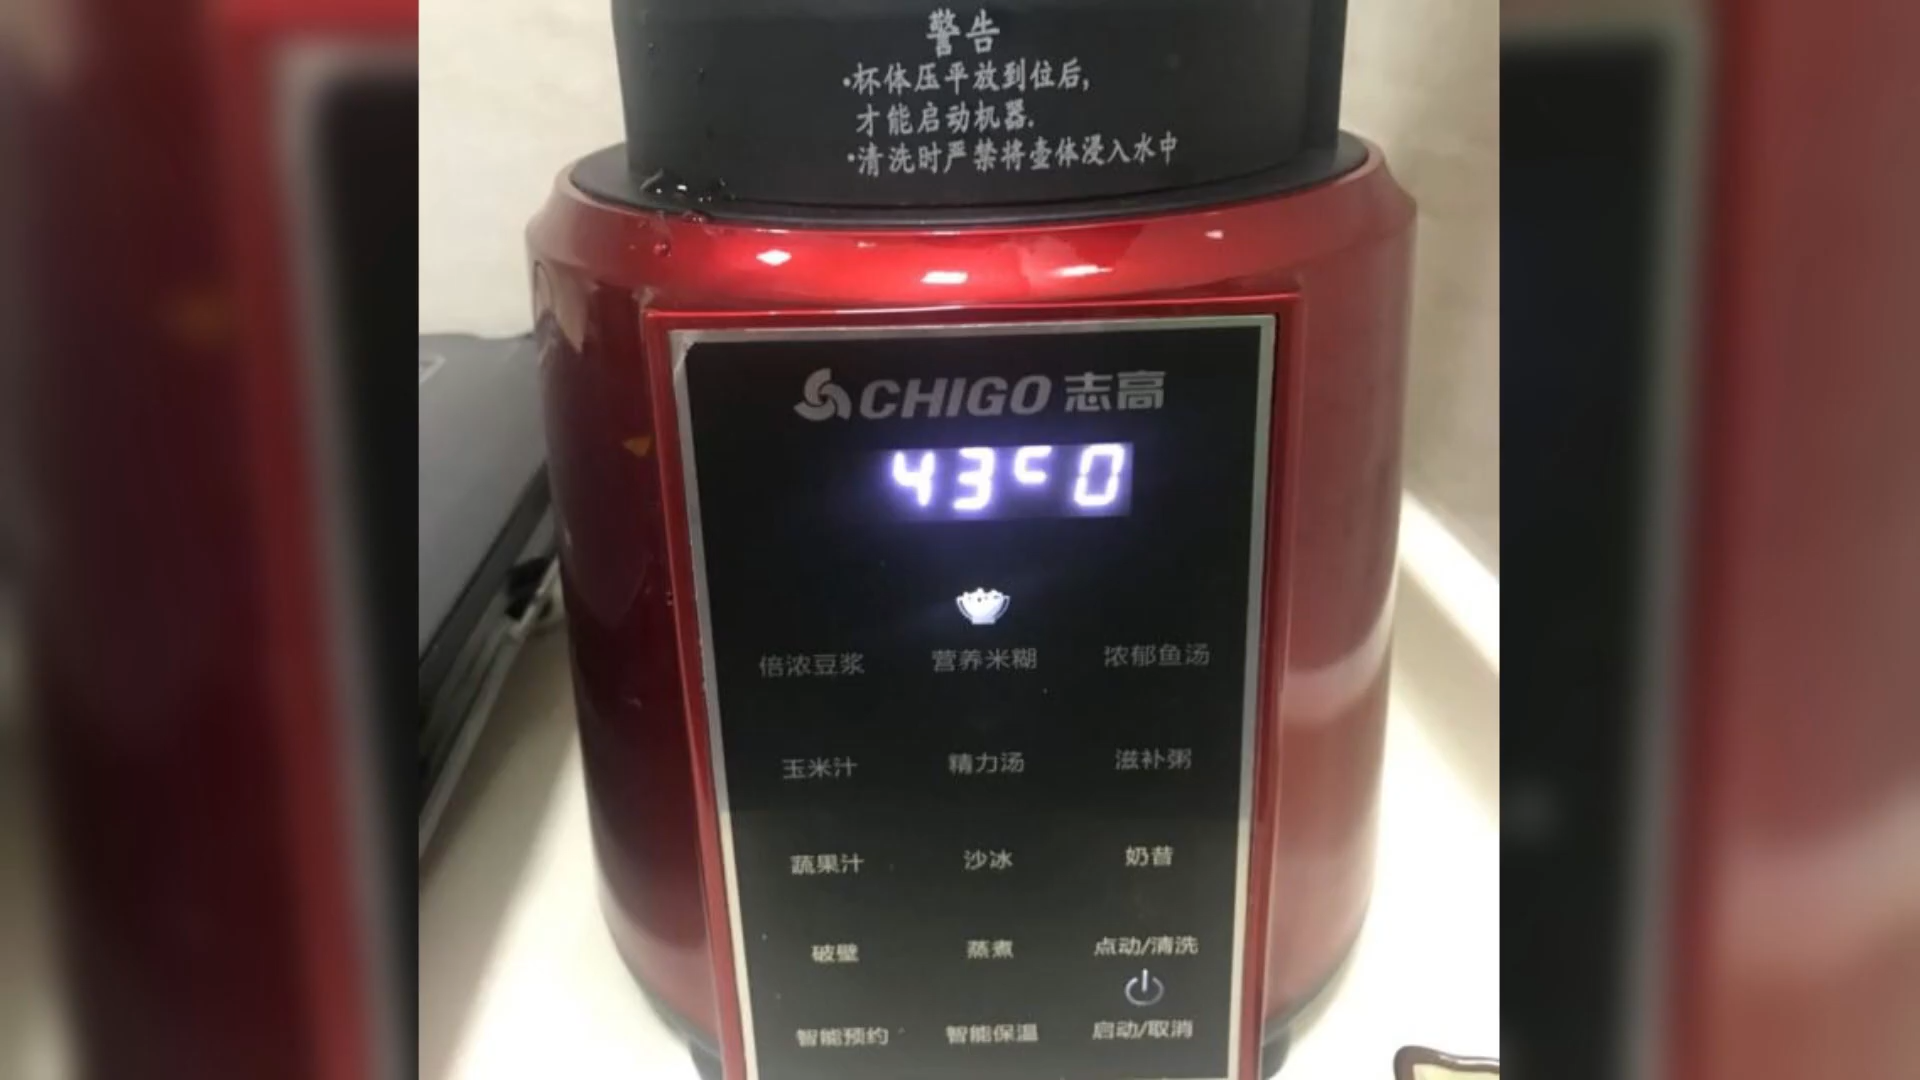 警告
·杯体压平放到位后,
才能启动机器.
·清洗时严禁将壶体浸入水中
CHIGO 志高
43c 0
倍浓豆浆 营养米糊 浓郁鱼汤
玉米汁 精力汤 滋补粥
蔬果汁 沙冰 奶昔
破壁 蒸煮 点动/清洗
智能预约 智能保温 启动/取消